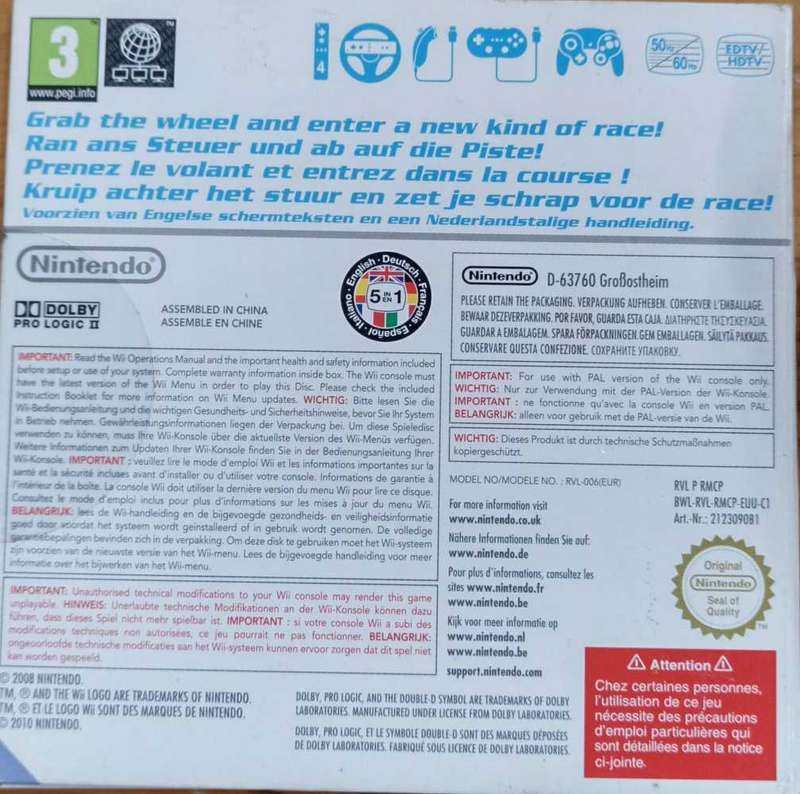 3
www.pegi.info
TM
4
50Hz
60Hz
EDTV/
HDTV
Grab the wheel and enter a new kind of race!
Ran ans Steuer und ab auf die Piste!
Prenez le volant et entrez dans la course !
Kruip achter het stuur en zet je schrap voor de race!
Voorzien van Engelse schermteksten en een Nederlandstalige handleiding.
Nintendo®
DOLBY
PRO LOGIC II
ASSEMBLED IN CHINA
ASSEMBLE EN CHINE
English · Deutsch · Français · Español · Italiano
5 IN EN 1
Nintendo® D-63760 Großostheim
PLEASE RETAIN THE PACKAGING. VERPACKUNG AUFHEBEN. CONSERVER L'EMBALLAGE.
BEWAAR DEZEVERPAKKING. POR FAVOR, GUARDA ESTA CAJA. ΔΙΑΤΗΡΗΣΤΕ ΤΗ ΣΥΣΚΕΥΑΣΙΑ.
GUARDAR A EMBALAGEM. SPARA FÖRPACKNINGEN. GEM EMBALLAGEN. SÄILYTÄ PAKKAUS.
CONSERVARE QUESTA CONFEZIONE. СОХРАНИТЕ УПАКОВКУ.
IMPORTANT: Read the Wii Operations Manual and the important health and safety information included
before setup or use of your system. Complete warranty information inside box. The Wii console must
have the latest version of the Wii Menu in order to play this Disc. Please check the included
Instruction Booklet for more information on Wii Menu updates. WICHTIG: Bitte lesen Sie die
Wii-Bedienungsanleitung und die wichtigen Gesundheits- und Sicherheitshinweise, bevor Sie Ihr System
in Betrieb nehmen. Gewährleistungsinformationen liegen der Verpackung bei. Um diese Spieledisc
verwenden zu können, muss Ihre Wii-Konsole über die aktuellste Version des Wii-Menüs verfügen.
Weitere Informationen zum Updaten Ihrer Wii-Konsole finden Sie in der Bedienungsanleitung Ihrer
Wii-Konsole. IMPORTANT : veuillez lire le mode d'emploi Wii et les informations importantes sur la
santé et la sécurité incluses avant d'installer ou d'utiliser votre console. Informations de garantie à
l'intérieur de la boîte. La console Wii doit utiliser la dernière version du menu Wii pour lire ce disque.
Consultez le mode d'emploi inclus pour plus d'informations sur les mises à jour du menu Wii.
BELANGRIJK: lees de Wii-handleiding en de bijgevoegde gezondheids- en veiligheidsinformatie
goed door voordat het systeem wordt geïnstalleerd of in gebruik wordt genomen. De volledige
garantiebepalingen bevinden zich in de verpakking. Om deze disk te gebruiken moet het Wii-systeem
zijn voorzien van de nieuwste versie van het Wii-menu. Lees de bijgevoegde handleiding voor meer
informatie over het bijwerken van het Wii-menu.
IMPORTANT: For use with PAL version of the Wii console only.
WICHTIG: Nur zur Verwendung mit der PAL-Version der Wii-Konsole.
IMPORTANT : ne fonctionne qu'avec la console Wii en version PAL.
BELANGRIJK: alleen voor gebruik met de PAL-versie van de Wii.
WICHTIG: Dieses Produkt ist durch technische Schutzmaßnahmen
kopiergeschützt.
MODEL NO/MODELE NO. : RVL-006(EUR)
RVL P RMCP
BWL-RVL-RMCP-EUU-C1
Art.-Nr.: 212309081
For more information visit
www.nintendo.co.uk
Nähere Informationen finden Sie auf:
www.nintendo.de
Pour plus d'informations, consultez les
sites www.nintendo.fr
www.nintendo.be
Kijk voor meer informatie op
www.nintendo.nl
www.nintendo.be
support.nintendo.com
Original
Nintendo®
Seal of
Quality
TM
IMPORTANT: Unauthorised technical modifications to your Wii console may render this game
unplayable. HINWEIS: Unerlaubte technische Modifikationen an der Wii-Konsole können dazu
führen, dass dieses Spiel nicht mehr spielbar ist. IMPORTANT : si votre console Wii a subi des
modifications techniques non autorisées, ce jeu pourrait ne pas fonctionner. BELANGRIJK:
ongeoorloofde technische modificaties aan het Wii-systeem kunnen ervoor zorgen dat dit spel niet
kan worden gespeeld.
Attention
Chez certaines personnes,
l'utilisation de ce jeu
nécessite des précautions
d'emploi particulières qui
sont détaillées dans la notice
ci-jointe.
© 2008 NINTENDO.
TM, ® AND THE Wii LOGO ARE TRADEMARKS OF NINTENDO.
TM, ® ET LE LOGO Wii SONT DES MARQUES DE NINTENDO.
© 2010 NINTENDO.
DOLBY, PRO LOGIC, AND THE DOUBLE-D SYMBOL ARE TRADEMARKS OF DOLBY
LABORATORIES. MANUFACTURED UNDER LICENSE FROM DOLBY LABORATORIES.
DOLBY, PRO LOGIC, ET LE SYMBOLE DOUBLE-D SONT DES MARQUES DÉPOSÉES
DE DOLBY LABORATORIES. FABRIQUÉ SOUS LICENCE DE DOLBY LABORATORIES.